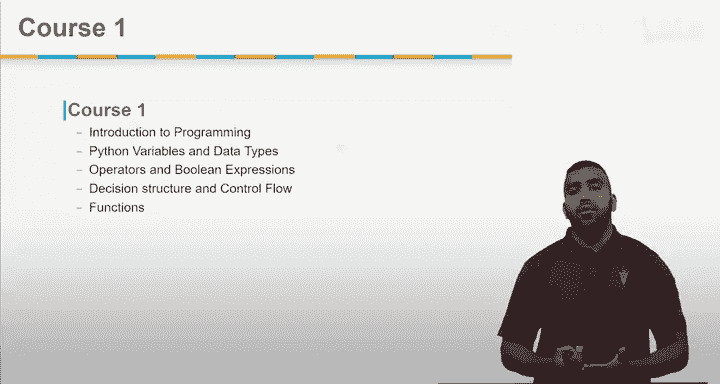 Course 1
Course 1
– Introduction to Programming
– Python Variables and Data Types
– Operators and Boolean Expressions
– Decision structure and Control Flow
– Functions